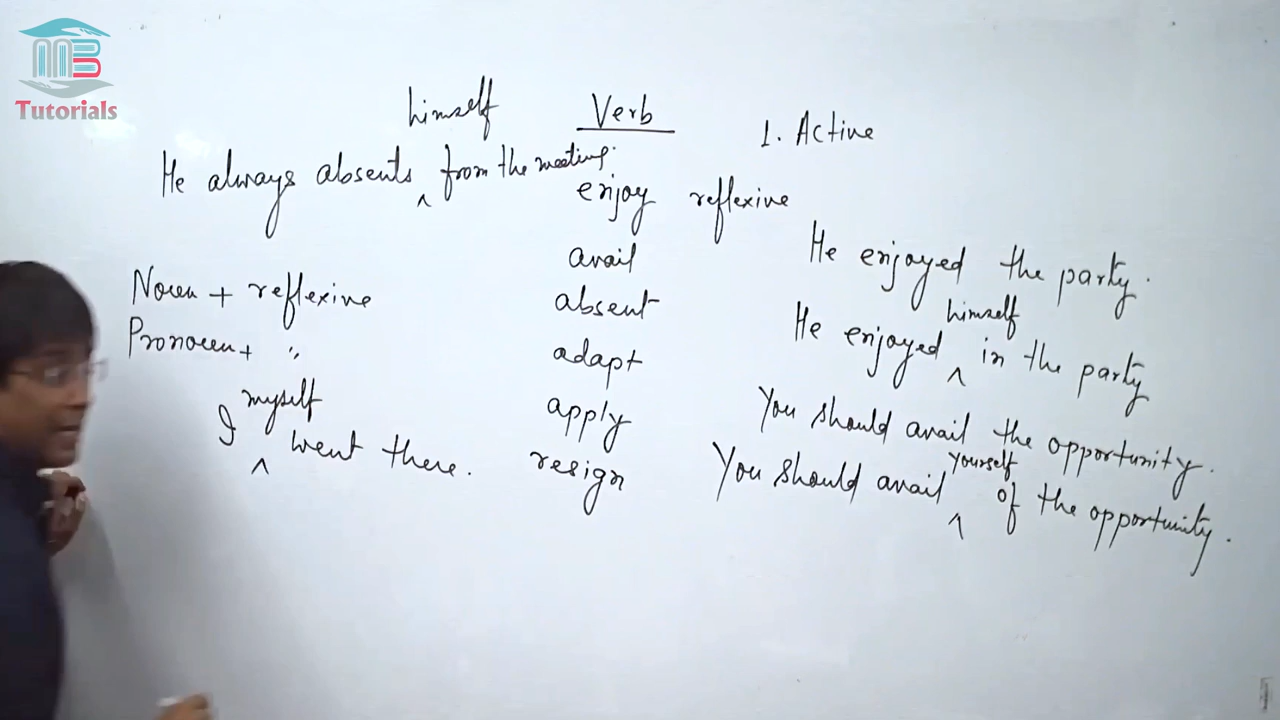 MB
Tutorials
himself
Verb
1. Active
He always absents ^ from the meeting.
enjoy reflexive
avail
He enjoyed the party.
Noun + reflexive
absent
himself
He enjoyed ^ in the party
Pronoun + "
adapt
myself
I ^ went there.
apply
You should avail the opportunity.
resign
yourself
You should avail ^ of the opportunity.